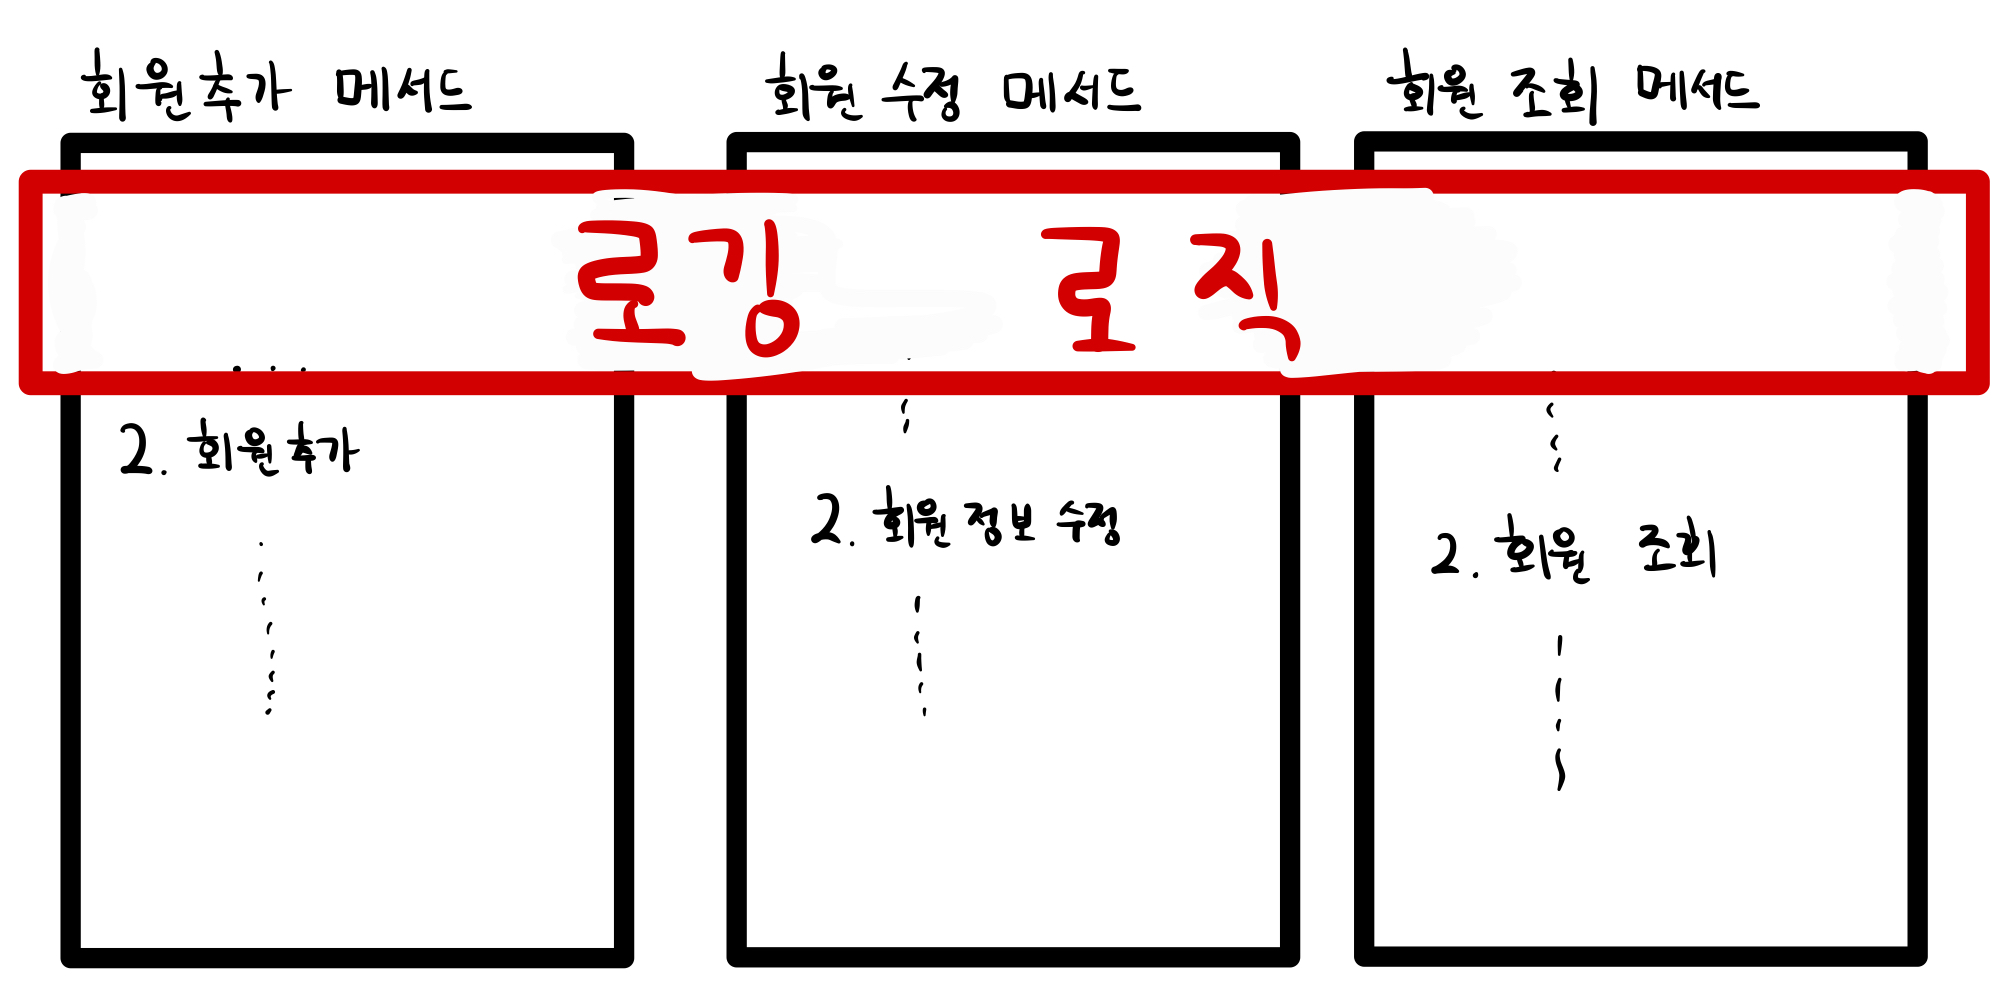 회원추가 메서드
회원 수정 메서드
회원 조회 메서드
로깅 로직
2. 회원추가
2. 회원 정보 수정
2. 회원 조회